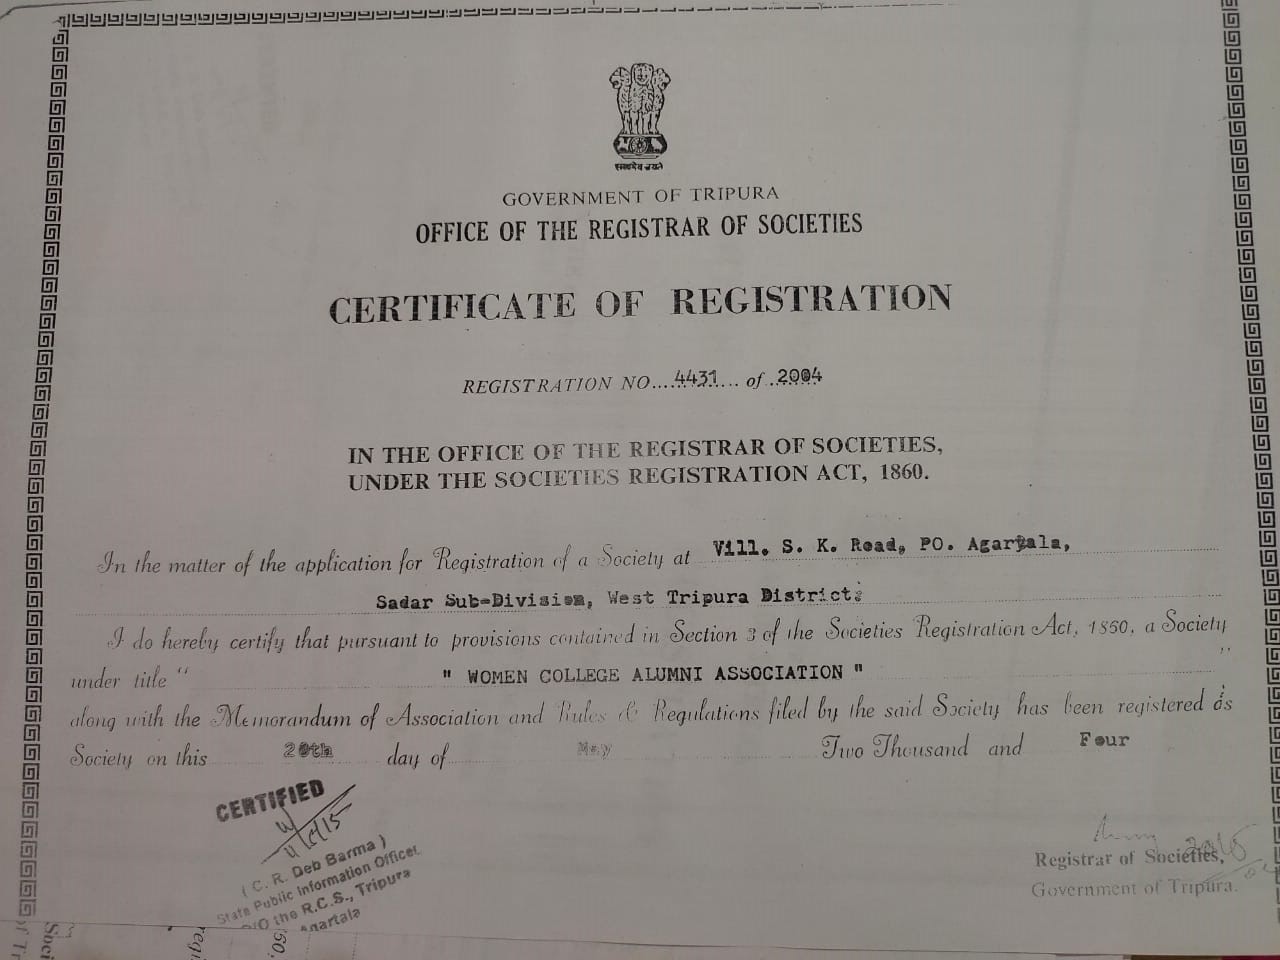 सत्यमेव जयते
GOVERNMENT OF TRIPURA
OFFICE OF THE REGISTRAR OF SOCIETIES
CERTIFICATE OF REGISTRATION
REGISTRATION NO....4431... of ..2004
IN THE OFFICE OF THE REGISTRAR OF SOCIETIES,
UNDER THE SOCIETIES REGISTRATION ACT, 1860.
In the matter of the application for Registration of a Society at Vill. S. K. Road, PO. Agartala,
Sadar Sub-Division, West Tripura District.
I do hereby certify that pursuant to provisions contained in Section 3 of the Societies Registration Act, 1860, a Society
under title " " WOMEN COLLEGE ALUMNI ASSOCIATION " "
along with the Memorandum of Association and Rules & Regulations filed by the said Society has been registered as
Society on this 20th day of May Two Thousand and Four
CERTIFIED
( C. R. Deb Barma )
State Public Information Officer
O/O the R.C.S., Tripura
Agartala
Registrar of Societies,
Government of Tripura.